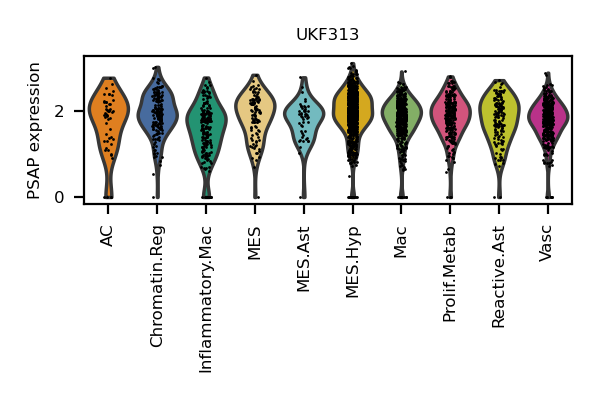 UKF313
PSAP expression
2
0
AC
Chromatin.Reg
Inflammatory.Mac
MES
MES.Ast
MES.Hyp
Mac
Prolif.Metab
Reactive.Ast
Vasc